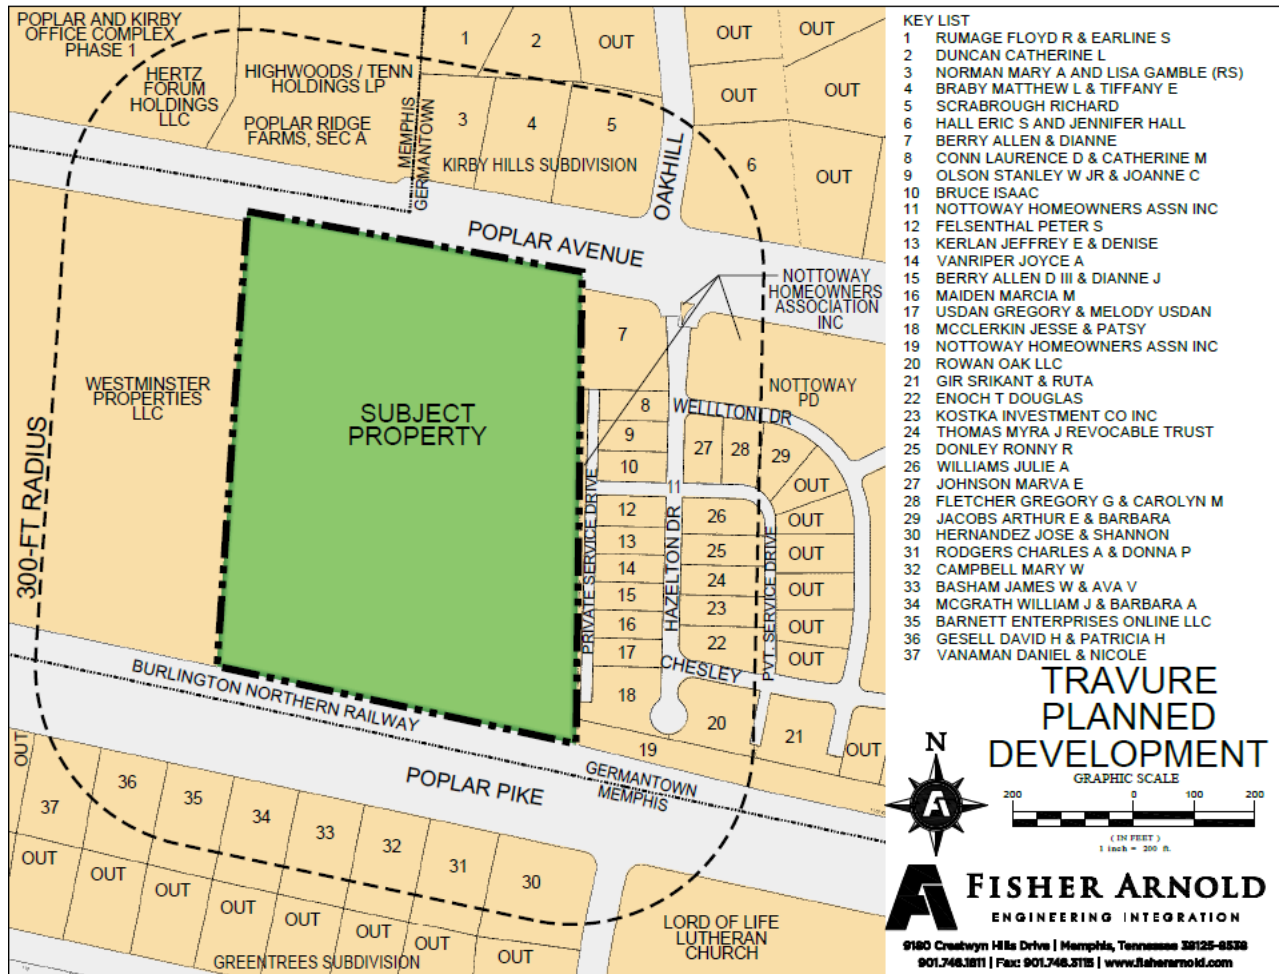 POPLAR AND KIRBY
OFFICE COMPLEX
PHASE 1
HERTZ
FORUM
HOLDINGS
LLC
HIGHWOODS / TENN
HOLDINGS LP
POPLAR RIDGE
FARMS, SEC A
MEMPHIS
GERMANTOWN
1
2
OUT
OUT
OUT
3
4
5
KIRBY HILLS SUBDIVISION
OAKHILL
OUT
OUT
6
OUT
POPLAR AVENUE
NOTTOWAY
HOMEOWNERS
ASSOCIATION
INC
7
WESTMINSTER
PROPERTIES
LLC
SUBJECT
PROPERTY
NOTTOWAY
PD
300-FT RADIUS
8
WELLLTON DR
9
27
28
29
10
OUT
11
PRIVATE SERVICE DRIVE
HAZELTON DR
PVT. SERVICE DRIVE
12
26
OUT
13
25
OUT
14
24
15
OUT
23
16
OUT
17
22
OUT
CHESLEY
18
20
21
OUT
19
BURLINGTON NORTHERN RAILWAY
GERMANTOWN
MEMPHIS
POPLAR PIKE
OUT
37
36
35
34
33
32
31
30
OUT
OUT
OUT
OUT
OUT
OUT
OUT
OUT
GREENTREES SUBDIVISION
LORD OF LIFE
LUTHERAN
CHURCH
KEY LIST
1 RUMAGE FLOYD R & EARLINE S
2 DUNCAN CATHERINE L
3 NORMAN MARY A AND LISA GAMBLE (RS)
4 BRABY MATTHEW L & TIFFANY E
5 SCRABROUGH RICHARD
6 HALL ERIC S AND JENNIFER HALL
7 BERRY ALLEN & DIANNE
8 CONN LAURENCE D & CATHERINE M
9 OLSON STANLEY W JR & JOANNE C
10 BRUCE ISAAC
11 NOTTOWAY HOMEOWNERS ASSN INC
12 FELSENTHAL PETER S
13 KERLAN JEFFREY E & DENISE
14 VANRIPER JOYCE A
15 BERRY ALLEN D III & DIANNE J
16 MAIDEN MARCIA M
17 USDAN GREGORY & MELODY USDAN
18 MCCLERKIN JESSE & PATSY
19 NOTTOWAY HOMEOWNERS ASSN INC
20 ROWAN OAK LLC
21 GIR SRIKANT & RUTA
22 ENOCH T DOUGLAS
23 KOSTKA INVESTMENT CO INC
24 THOMAS MYRA J REVOCABLE TRUST
25 DONLEY RONNY R
26 WILLIAMS JULIE A
27 JOHNSON MARVA E
28 FLETCHER GREGORY G & CAROLYN M
29 JACOBS ARTHUR E & BARBARA
30 HERNANDEZ JOSE & SHANNON
31 RODGERS CHARLES A & DONNA P
32 CAMPBELL MARY W
33 BASHAM JAMES W & AVA V
34 MCGRATH WILLIAM J & BARBARA A
35 BARNETT ENTERPRISES ONLINE LLC
36 GESELL DAVID H & PATRICIA H
37 VANAMAN DANIEL & NICOLE
TRAVURE
PLANNED
DEVELOPMENT
N
GRAPHIC SCALE
200 0 100 200
( IN FEET )
1 inch = 200 ft.
FISHER ARNOLD
ENGINEERING INTEGRATION
9180 Crestwyn Hills Drive | Memphis, Tennessee 38125-8538
901.748.1811 | Fax: 901.748.3115 | www.fisherarnold.com